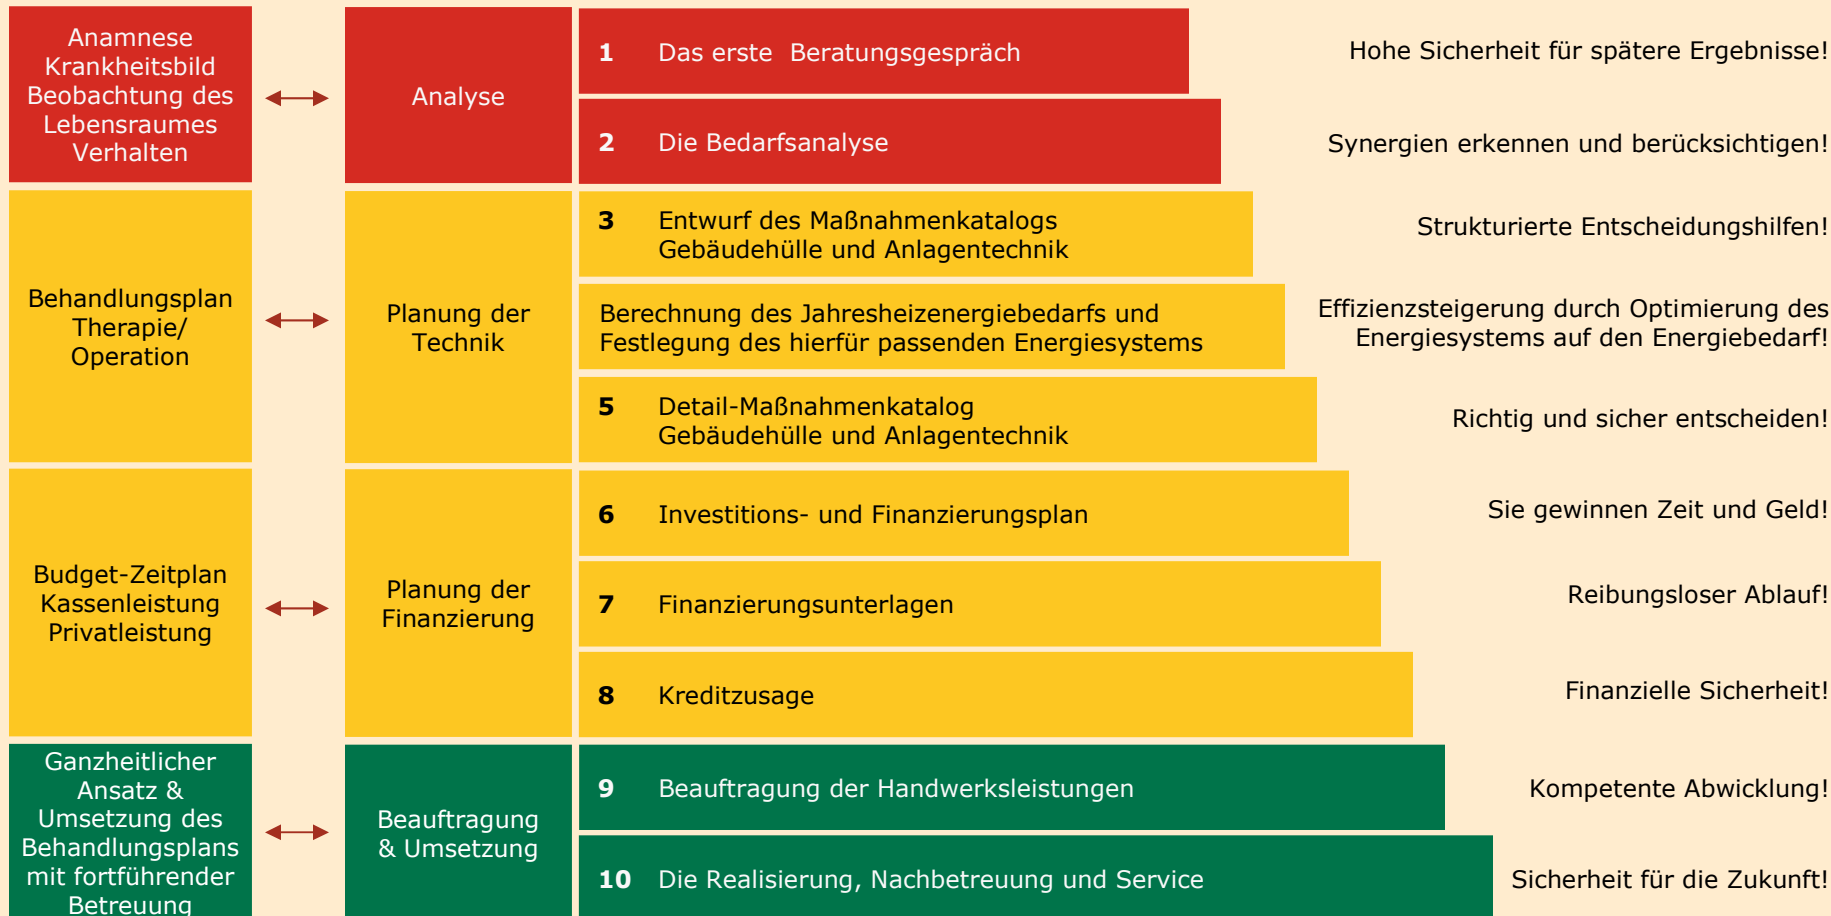 Anamnese
Krankheitsbild
Beobachtung des
Lebensraumes
Verhalten
Analyse
1 Das erste Beratungsgespräch
Hohe Sicherheit für spätere Ergebnisse!
2 Die Bedarfsanalyse
Synergien erkennen und berücksichtigen!
Behandlungsplan
Therapie/
Operation
Planung der
Technik
3 Entwurf des Maßnahmenkatalogs
Gebäudehülle und Anlagentechnik
Strukturierte Entscheidungshilfen!
Berechnung des Jahresheizenergiebedarfs und
Festlegung des hierfür passenden Energiesystems
Effizienzsteigerung durch Optimierung des
Energiesystems auf den Energiebedarf!
5 Detail-Maßnahmenkatalog
Gebäudehülle und Anlagentechnik
Richtig und sicher entscheiden!
Budget-Zeitplan
Kassenleistung
Privatleistung
Planung der
Finanzierung
6 Investitions- und Finanzierungsplan
Sie gewinnen Zeit und Geld!
7 Finanzierungsunterlagen
Reibungsloser Ablauf!
8 Kreditzusage
Finanzielle Sicherheit!
Ganzheitlicher
Ansatz &
Umsetzung des
Behandlungsplans
mit fortführender
Betreuung
Beauftragung
& Umsetzung
9 Beauftragung der Handwerksleistungen
Kompetente Abwicklung!
10 Die Realisierung, Nachbetreuung und Service
Sicherheit für die Zukunft!